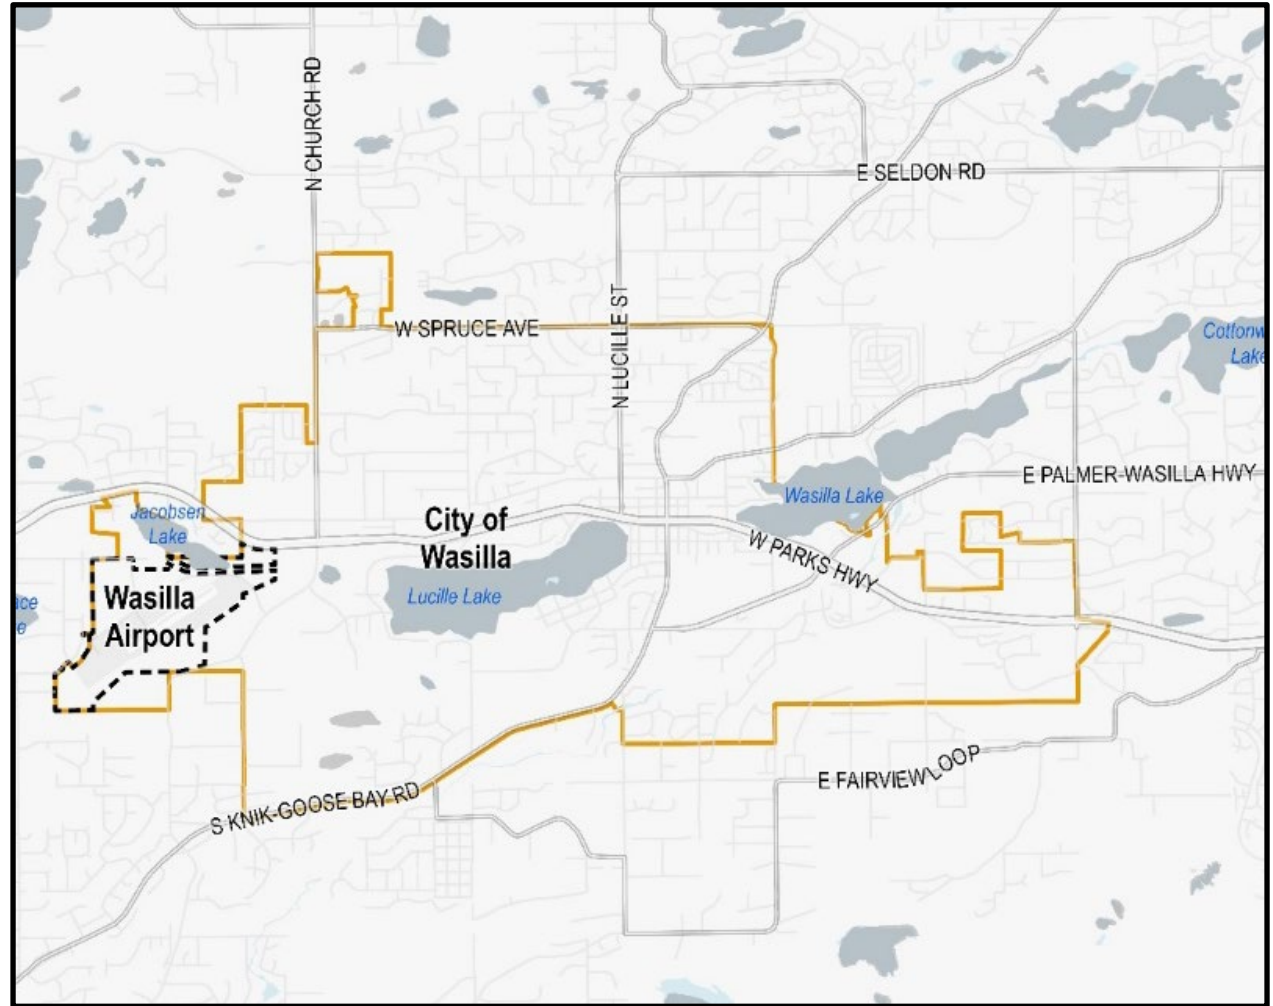 N CHURCH RD
E SELDON RD
N LUCILLE ST
W SPRUCE AVE
Cottonw
Lake
E PALMER-WASILLA HWY
Wasilla Lake
Jacobsen
Lake
City of
Wasilla
W PARKS HWY
Lucille Lake
Wasilla
Airport
ace
e
E FAIRVIEW LOOP
S KNIK-GOOSE BAY RD